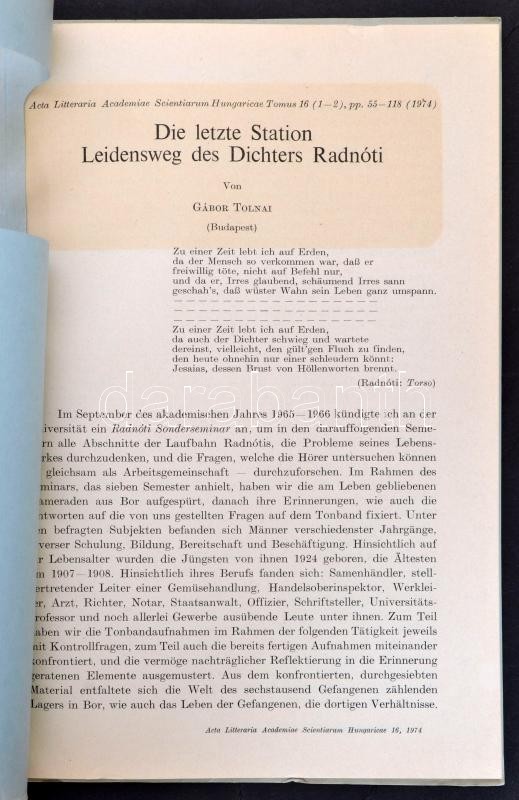 Acta Litteraria Academiae Scientiarum Hungaricae Tomus 16 (1—2), pp. 55—118 (1974)
Die letzte Station
Leidensweg des Dichters Radnóti
Von
GÁBOR TOLNAI
(Budapest)
Zu einer Zeit lebt ich auf Erden,
da der Mensch so verkommen war, daß er
freiwillig töte, nicht auf Befehl nur,
und da er, Irres glaubend, schäumend Irres sann
geschah's, daß wüster Wahn sein Leben ganz umspann.
Zu einer Zeit lebt ich auf Erden,
da auch der Dichter schwieg und wartete
dereinst, vielleicht, den gült'gen Fluch zu finden,
den heute ohnehin nur einer schleudern könnt:
Jesaias, dessen Brust von Höllenworten brennt.
(Radnóti: Torso)
darabanth
Im September des akademischen Jahres 1965—1966 kündigte ich an der
niversität ein Radnóti Sonderseminar an, um in den darauffolgenden Seme-
rn alle Abschnitte der Laufbahn Radnótis, die Probleme seines Lebens-
rkes durchzudenken, und die Fragen, welche die Hörer untersuchen können
gleichsam als Arbeitsgemeinschaft — durchzuforschen. Im Rahmen des
minars, das sieben Semester anhielt, haben wir die am Leben gebliebenen
ameraden aus Bor aufgespürt, danach ihre Erinnerungen, wie auch die
ntworten auf die von uns gestellten Fragen auf dem Tonband fixiert. Unter
n befragten Subjekten befanden sich Männer verschiedenster Jahrgänge,
verser Schulung, Bildung, Bereitschaft und Beschäftigung. Hinsichtlich auf
r Lebensalter wurden die Jüngsten von ihnen 1924 geboren, die Ältesten
m 1907—1908. Hinsichtlich ihres Berufs fanden sich: Samenhändler, stell-
ertretender Leiter einer Gemüsehandlung, Handelsoberinspektor, Werklei-
er, Arzt, Richter, Notar, Staatsanwalt, Offizier, Schriftsteller, Universitäts-
rofessor und noch allerlei Gewerbe ausübende Leute unter ihnen. Zum Teil
aben wir die Tonbandaufnahmen im Rahmen der folgenden Tätigkeit jeweils
it Kontrollfragen, zum Teil auch die bereits fertigen Aufnahmen miteinander
konfrontiert, und die vermöge nachträglicher Reflektierung in die Erinnerung
geratenen Elemente ausgemustert. Aus dem konfrontierten, durchgesiebten
Material entfaltete sich die Welt des sechstausend Gefangenen zählenden
Lagers in Bor, wie auch das Leben der Gefangenen, die dortigen Verhältnisse.
Acta Litteraria Academiae Scientiarum Hungaricae 16, 1974